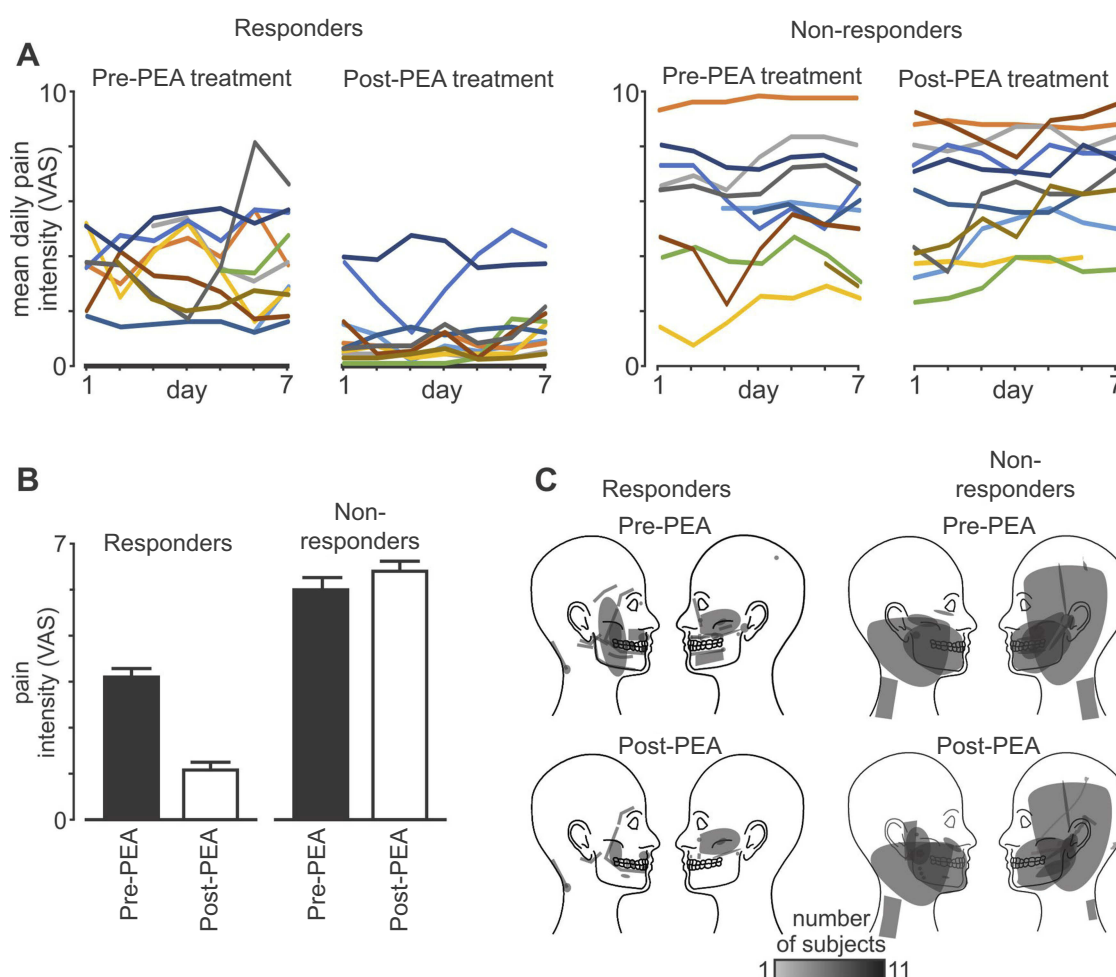 A
Responders
Non-responders
Pre-PEA treatment
Post-PEA treatment
Pre-PEA treatment
Post-PEA treatment
mean daily pain
intensity (VAS)
10
0
1
day
7
1
day
7
10
0
1
day
7
1
day
7
B
pain
intensity (VAS)
7
0
Responders
Non-
responders
Pre-PEA
Post-PEA
Pre-PEA
Post-PEA
C
Responders
Non-
responders
Pre-PEA
Pre-PEA
Post-PEA
Post-PEA
number
of subjects
1
11